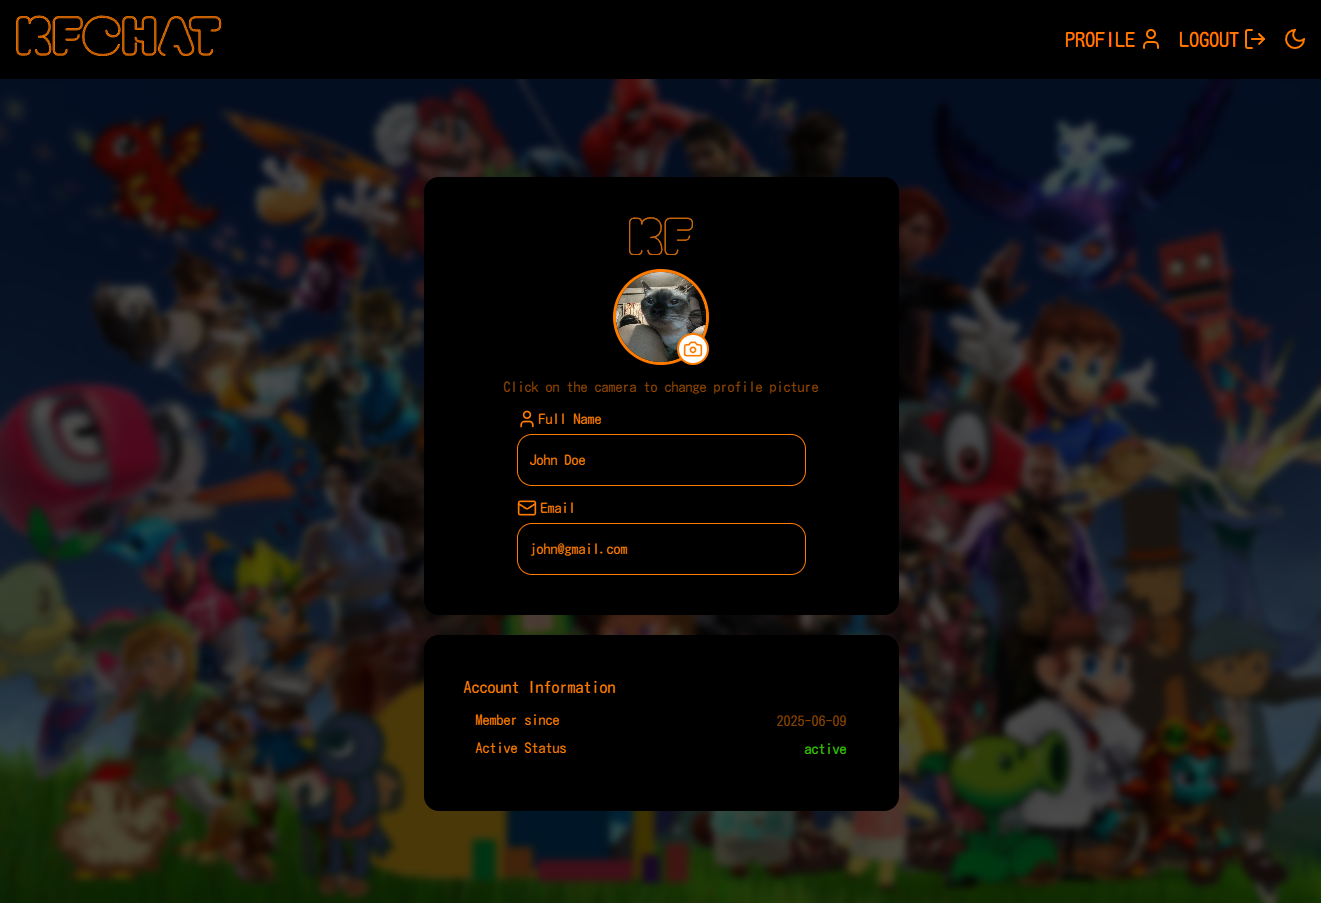 KFCHAT
PROFILE LOGOUT
KF
Click on the camera to change profile picture
Full Name
John Doe
Email
john@gmail.com
Account Information
Member since 2025-06-09
Active Status active